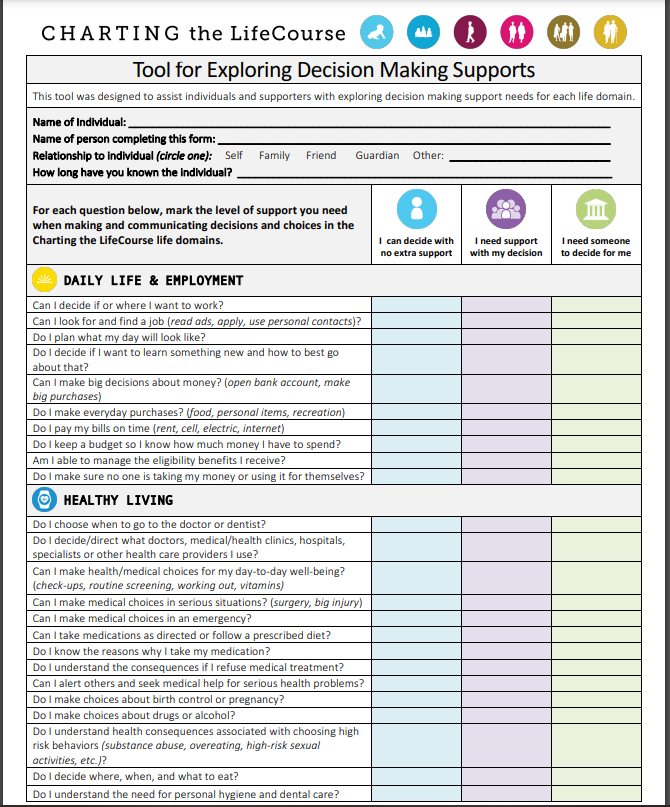 CHARTING the LifeCourse
Tool for Exploring Decision Making Supports
This tool was designed to assist individuals and supporters with exploring decision making support needs for each life domain.
Name of Individual:
Name of person completing this form:
Relationship to individual (circle one): Self Family Friend Guardian Other:
How long have you known the individual?
For each question below, mark the level of support you need
when making and communicating decisions and choices in the
Charting the LifeCourse life domains.
I can decide with
no extra support
I need support
with my decision
I need someone
to decide for me
DAILY LIFE & EMPLOYMENT
Can I decide if or where I want to work?
Can I look for and find a job (read ads, apply, use personal contacts)?
Do I plan what my day will look like?
Do I decide if I want to learn something new and how to best go
about that?
Can I make big decisions about money? (open bank account, make
big purchases)
Do I make everyday purchases? (food, personal items, recreation)
Do I pay my bills on time (rent, cell, electric, internet)
Do I keep a budget so I know how much money I have to spend?
Am I able to manage the eligibility benefits I receive?
Do I make sure no one is taking my money or using it for themselves?
HEALTHY LIVING
Do I choose when to go to the doctor or dentist?
Do I decide/direct what doctors, medical/health clinics, hospitals,
specialists or other health care providers I use?
Can I make health/medical choices for my day-to-day well-being?
(check-ups, routine screening, working out, vitamins)
Can I make medical choices in serious situations? (surgery, big injury)
Can I make medical choices in an emergency?
Can I take medications as directed or follow a prescribed diet?
Do I know the reasons why I take my medication?
Do I understand the consequences if I refuse medical treatment?
Can I alert others and seek medical help for serious health problems?
Do I make choices about birth control or pregnancy?
Do I make choices about drugs or alcohol?
Do I understand health consequences associated with choosing high
risk behaviors (substance abuse, overeating, high-risk sexual
activities, etc.)?
Do I decide where, when, and what to eat?
Do I understand the need for personal hygiene and dental care?